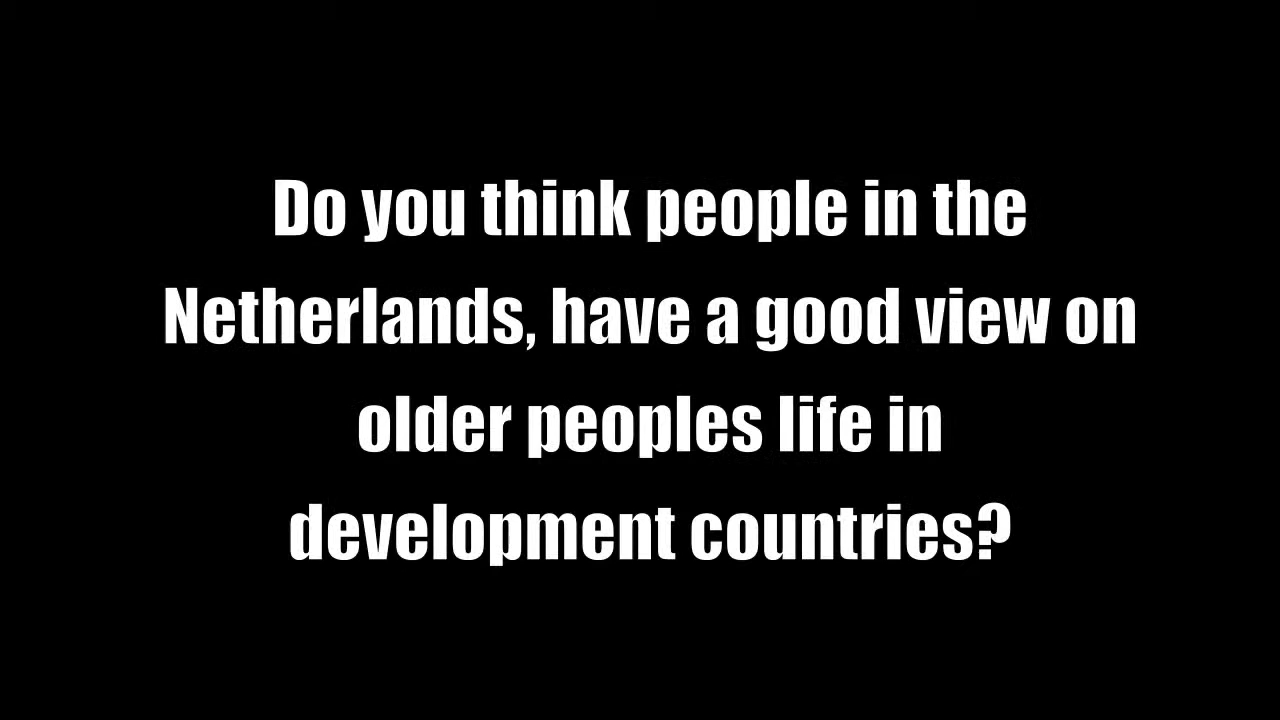 Do you think people in the
Netherlands, have a good view on
older peoples life in
development countries?